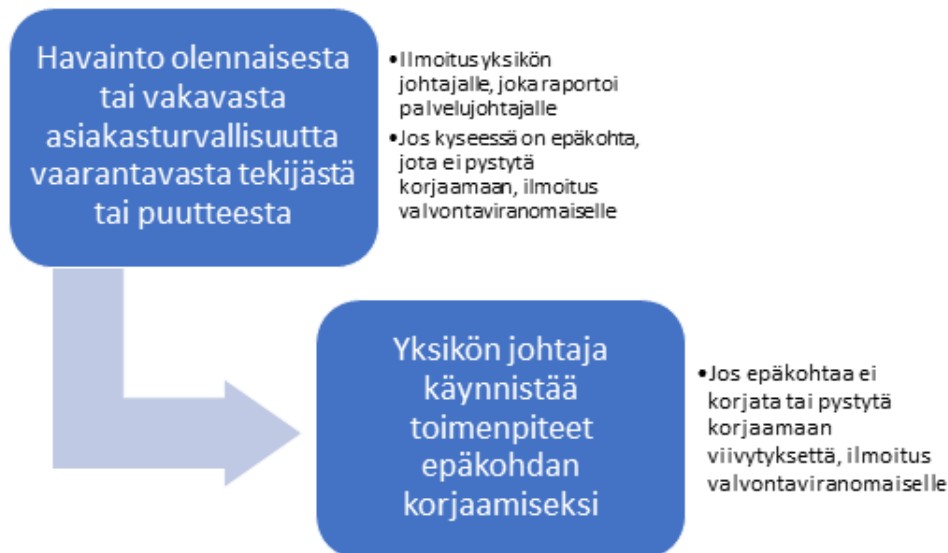 Havainto olennaisesta
tai vakavasta
asiakasturvallisuutta
vaarantavasta tekijästä
tai puutteesta
•Ilmoitus yksikön
johtajalle, joka raportoi
palvelujohtajalle
•Jos kyseessä on epäkohta,
jota ei pystytä
korjaamaan, ilmoitus
valvontaviranomaiselle
Yksikön johtaja
käynnistää
toimenpiteet
epäkohdan
korjaamiseksi
•Jos epäkohtaa ei
korjata tai pystytä
korjaamaan
viivytyksettä, ilmoitus
valvontaviranomaiselle